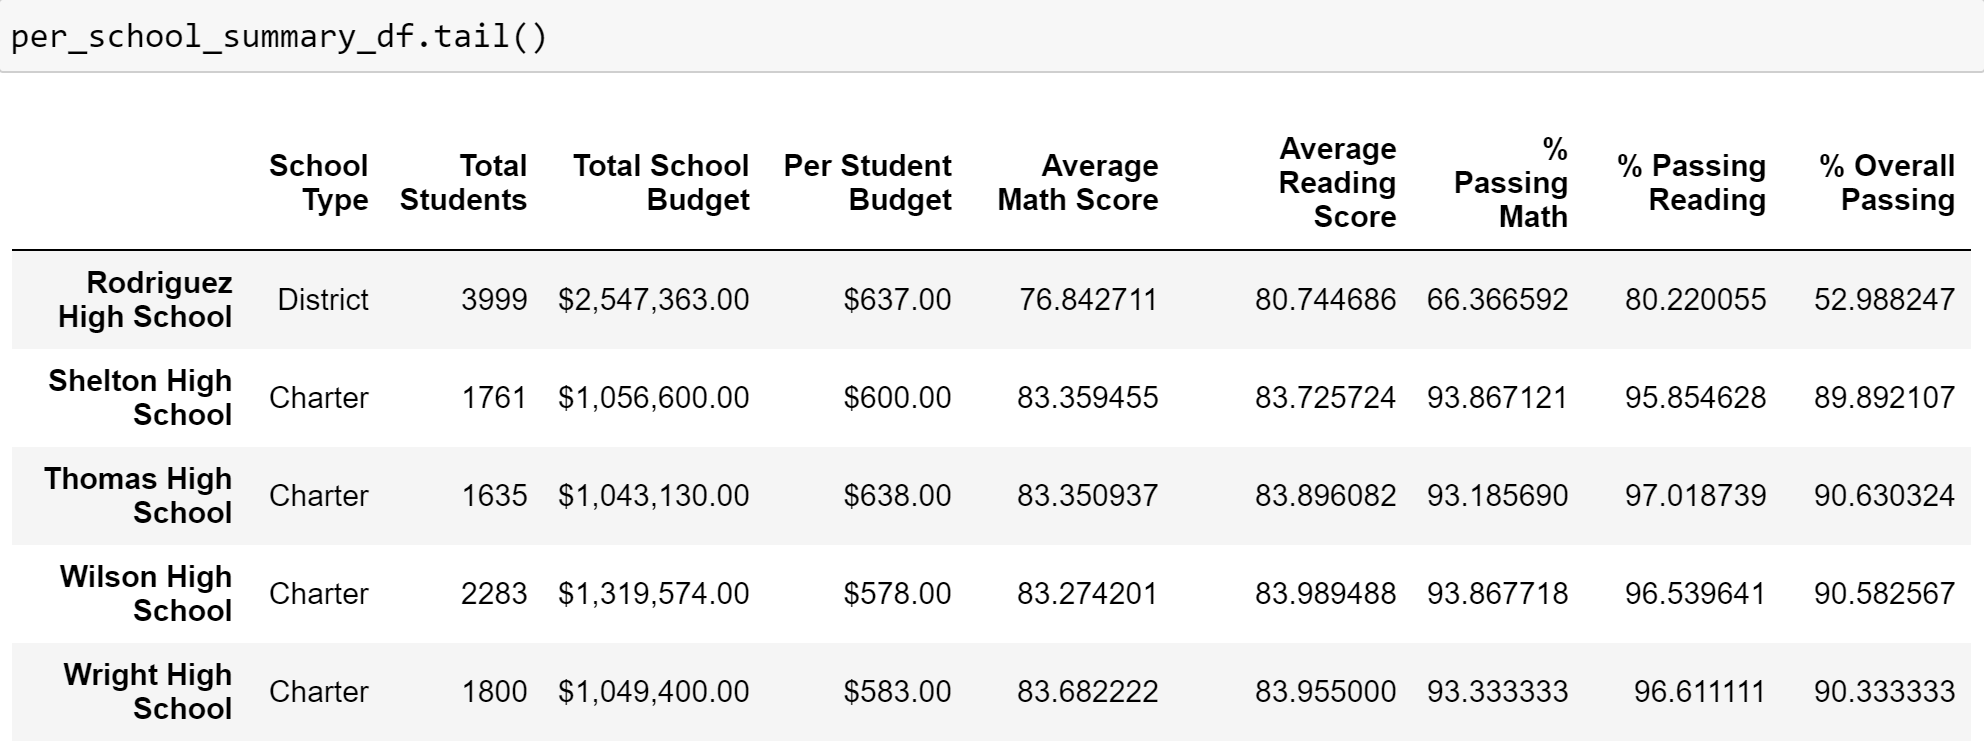 per_school_summary_df.tail()
School Type Total Students Total School Budget Per Student Budget Average Math Score Average Reading Score % Passing Math % Passing Reading % Overall Passing
Rodriguez High School District 3999 $2,547,363.00 $637.00 76.842711 80.744686 66.366592 80.220055 52.988247
Shelton High School Charter 1761 $1,056,600.00 $600.00 83.359455 83.725724 93.867121 95.854628 89.892107
Thomas High School Charter 1635 $1,043,130.00 $638.00 83.350937 83.896082 93.185690 97.018739 90.630324
Wilson High School Charter 2283 $1,319,574.00 $578.00 83.274201 83.989488 93.867718 96.539641 90.582567
Wright High School Charter 1800 $1,049,400.00 $583.00 83.682222 83.955000 93.333333 96.611111 90.333333